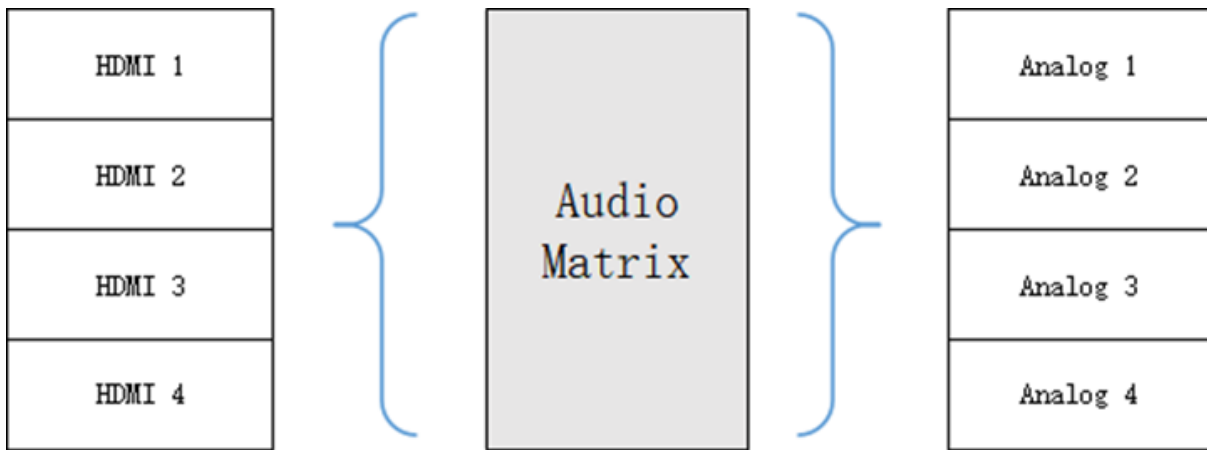 HDMI 1
HDMI 2
HDMI 3
HDMI 4
Audio
Matrix
Analog 1
Analog 2
Analog 3
Analog 4